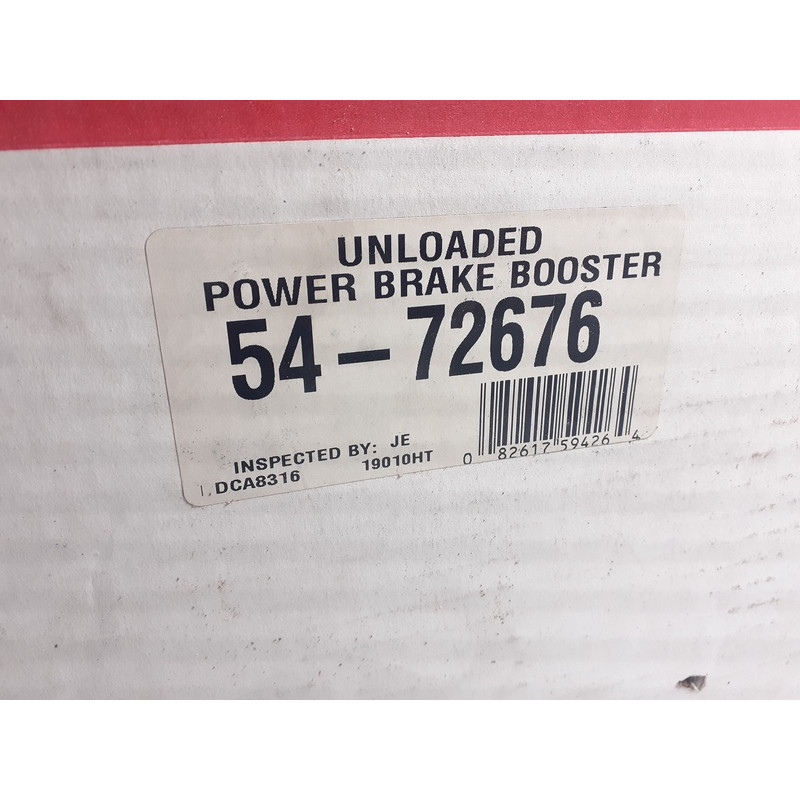 UNLOADED
POWER BRAKE BOOSTER
54-72676
INSPECTED BY: JE
DCA8316 19010HT
0 82617 59426 4